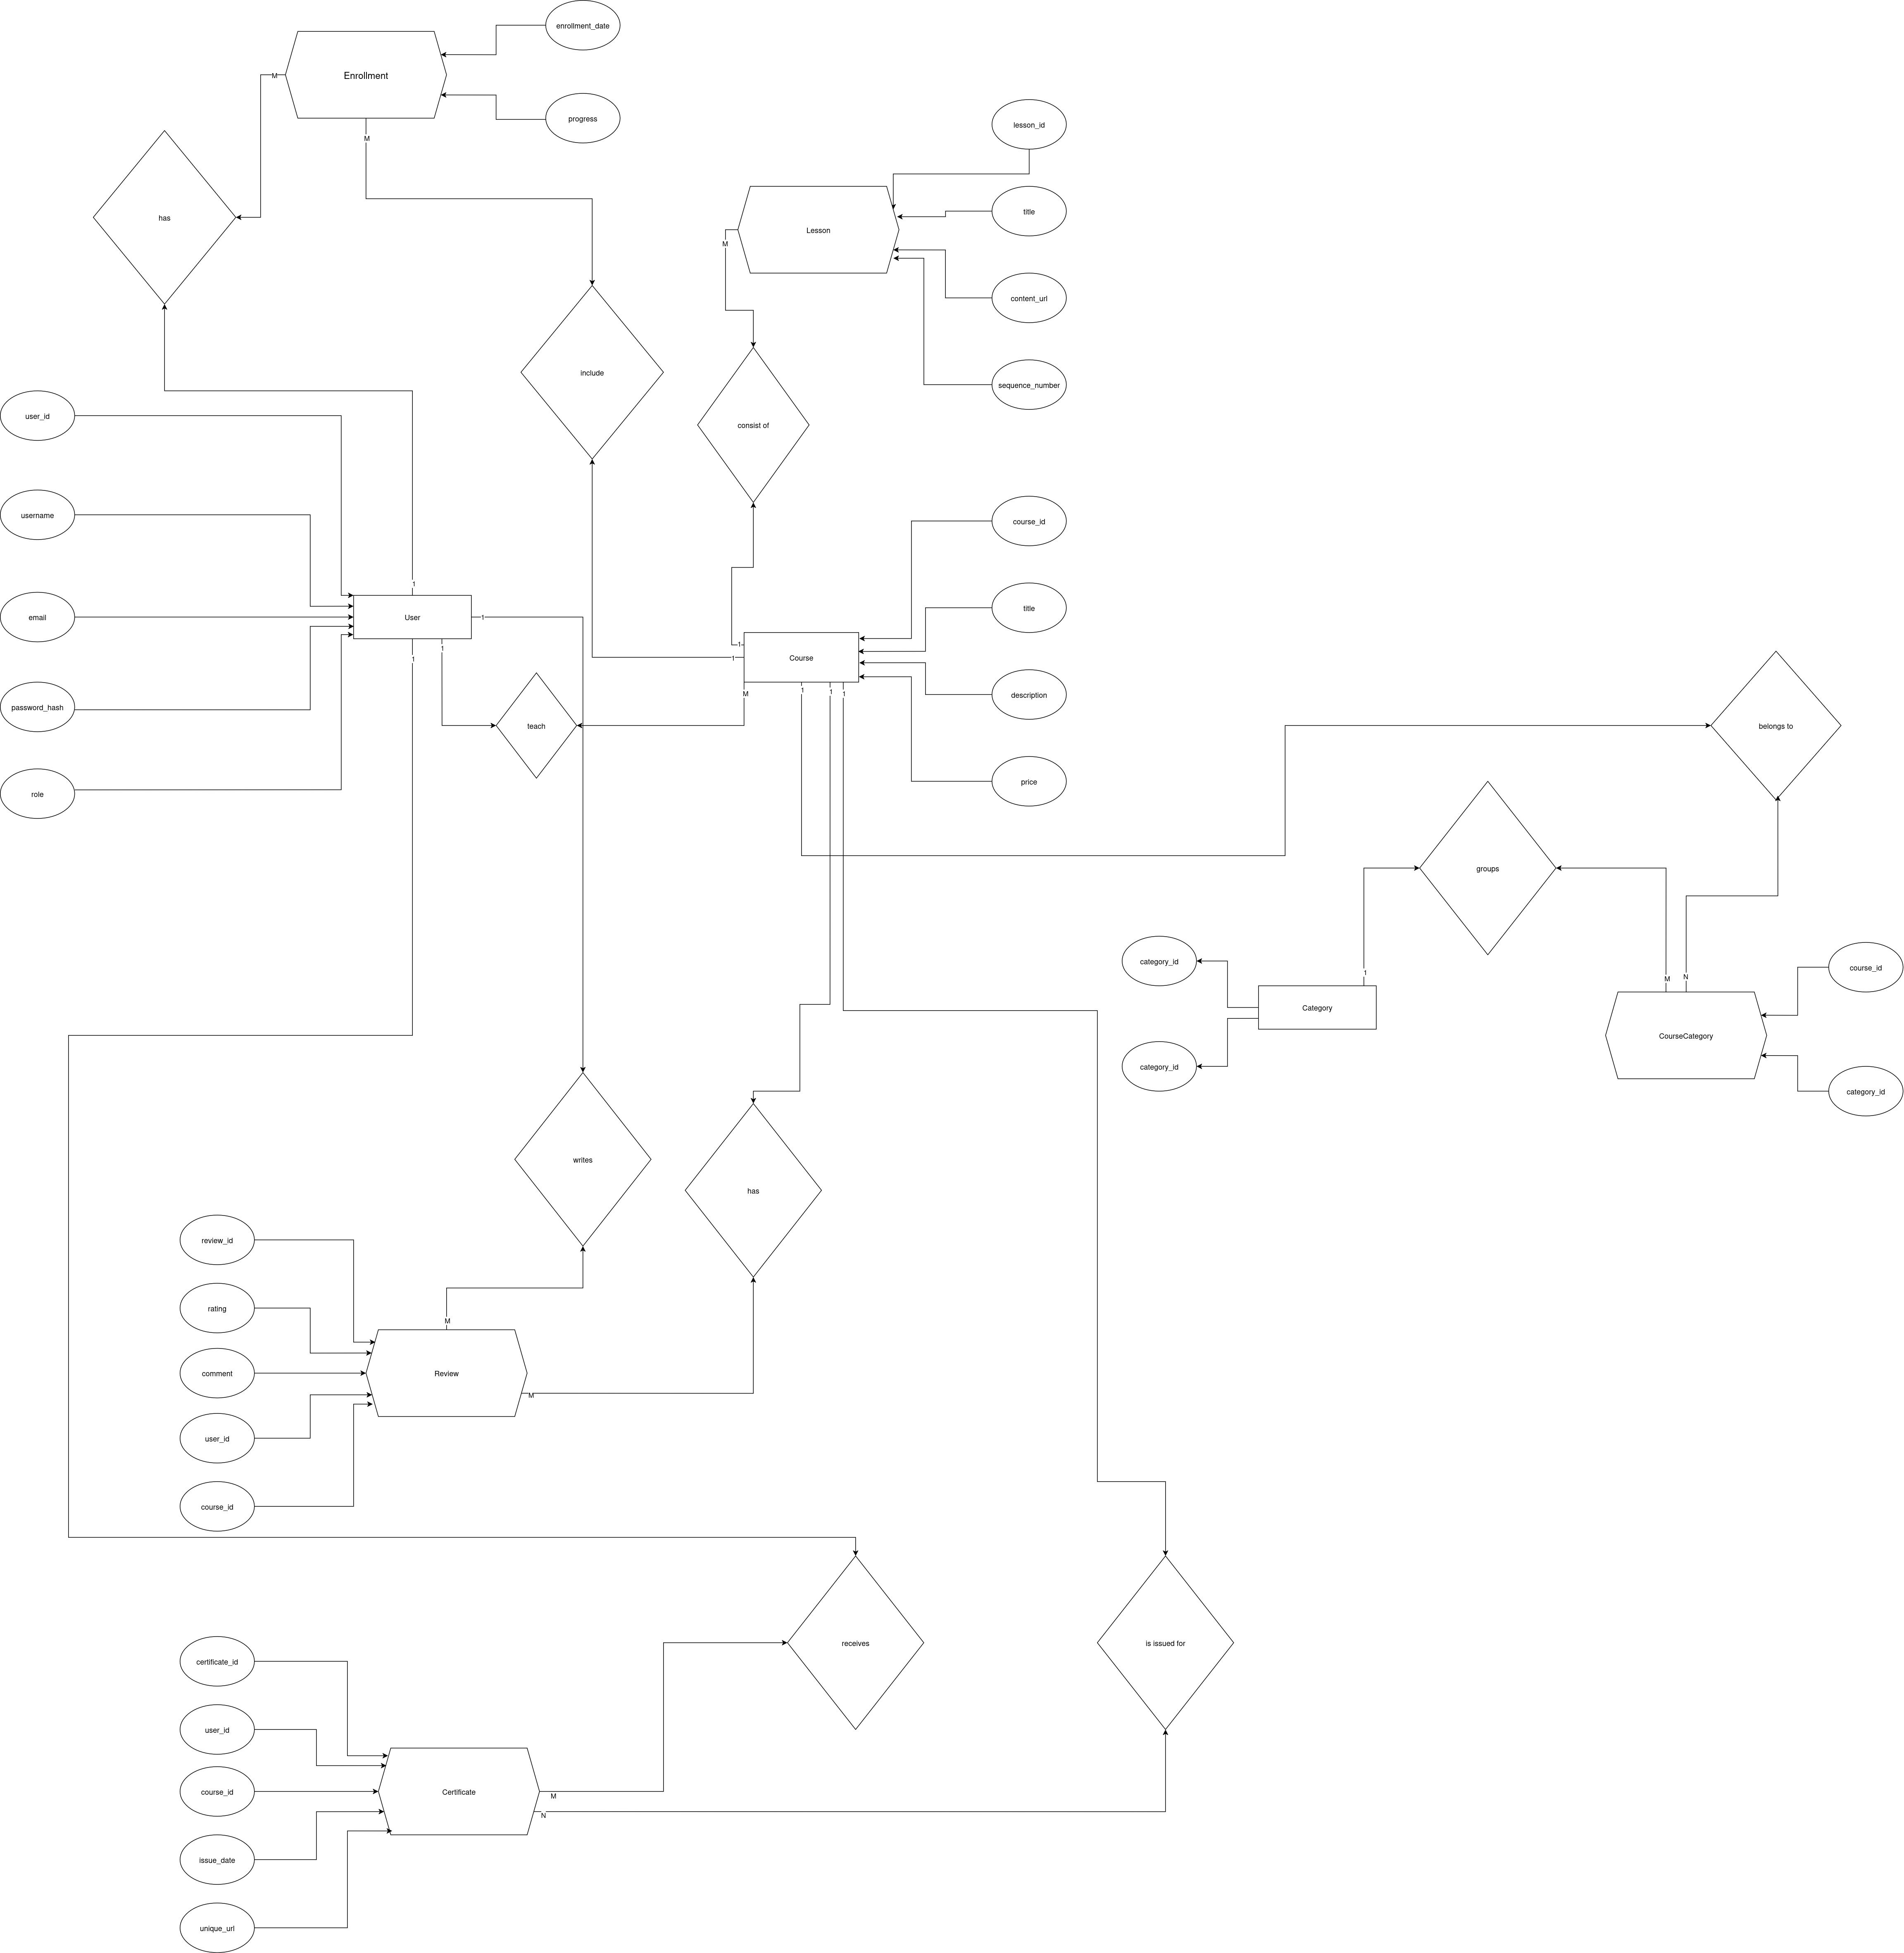 enrollment_date
Enrollment
M
progress
M
lesson_id
has
title
Lesson
M
content_url
include
sequence_number
user_id
consist of
username
course_id
1
title
email
User
1
1
Course
1
1
1
description
M
1
1
1
password_hash
teach
belongs to
price
role
groups
category_id
course_id
1
M
N
Category
CourseCategory
category_id
category_id
writes
has
review_id
rating
M
comment
Review
M
user_id
course_id
receives
is issued for
certificate_id
user_id
course_id
Certificate
M
N
issue_date
unique_url